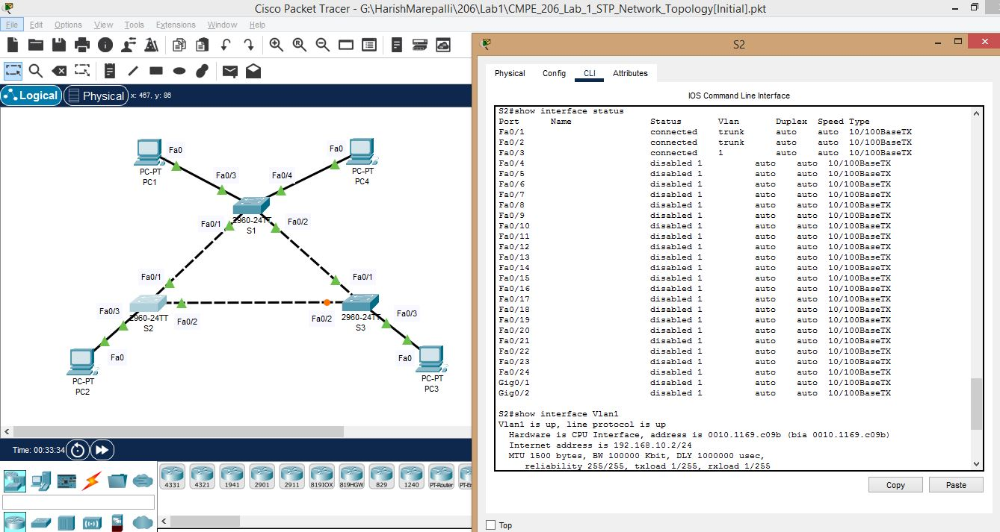 Cisco Packet Tracer - G:\HarishMarepalli\206\Lab1\CMPE_206_Lab_1_STP_Network_Topology[Initial].pkt
File Edit Options View Tools Extensions Window Help
Logical Physical x: 467, y: 86
Fa0
PC-PT
PC1
Fa0
PC-PT
PC4
Fa0/3
Fa0/4
Fa0/1
2960-24TT
S1
Fa0/2
Fa0/1
Fa0/1
Fa0/3
2960-24TT
S2
Fa0/2
Fa0/2
2960-24TT
S3
Fa0/3
Fa0
PC-PT
PC2
Fa0
PC-PT
PC3
Time: 00:33:34
4331 4321 1941 2901 2911 819IOX 819HGW 829 1240 PT-Router
S2
Physical Config CLI Attributes
IOS Command Line Interface
S2#show interface status
Port Name Status Vlan Duplex Speed Type
Fa0/1 connected trunk auto auto 10/100BaseTX
Fa0/2 connected trunk auto auto 10/100BaseTX
Fa0/3 connected 1 auto auto 10/100BaseTX
Fa0/4 disabled 1 auto auto 10/100BaseTX
Fa0/5 disabled 1 auto auto 10/100BaseTX
Fa0/6 disabled 1 auto auto 10/100BaseTX
Fa0/7 disabled 1 auto auto 10/100BaseTX
Fa0/8 disabled 1 auto auto 10/100BaseTX
Fa0/9 disabled 1 auto auto 10/100BaseTX
Fa0/10 disabled 1 auto auto 10/100BaseTX
Fa0/11 disabled 1 auto auto 10/100BaseTX
Fa0/12 disabled 1 auto auto 10/100BaseTX
Fa0/13 disabled 1 auto auto 10/100BaseTX
Fa0/14 disabled 1 auto auto 10/100BaseTX
Fa0/15 disabled 1 auto auto 10/100BaseTX
Fa0/16 disabled 1 auto auto 10/100BaseTX
Fa0/17 disabled 1 auto auto 10/100BaseTX
Fa0/18 disabled 1 auto auto 10/100BaseTX
Fa0/19 disabled 1 auto auto 10/100BaseTX
Fa0/20 disabled 1 auto auto 10/100BaseTX
Fa0/21 disabled 1 auto auto 10/100BaseTX
Fa0/22 disabled 1 auto auto 10/100BaseTX
Fa0/23 disabled 1 auto auto 10/100BaseTX
Fa0/24 disabled 1 auto auto 10/100BaseTX
Gig0/1 disabled 1 auto auto 10/100BaseTX
Gig0/2 disabled 1 auto auto 10/100BaseTX
S2#show interface Vlan1
Vlan1 is up, line protocol is up
Hardware is CPU Interface, address is 0010.1169.c09b (bia 0010.1169.c09b)
Internet address is 192.168.10.2/24
MTU 1500 bytes, BW 100000 Kbit, DLY 1000000 usec,
reliability 255/255, txload 1/255, rxload 1/255
Copy Paste
Top